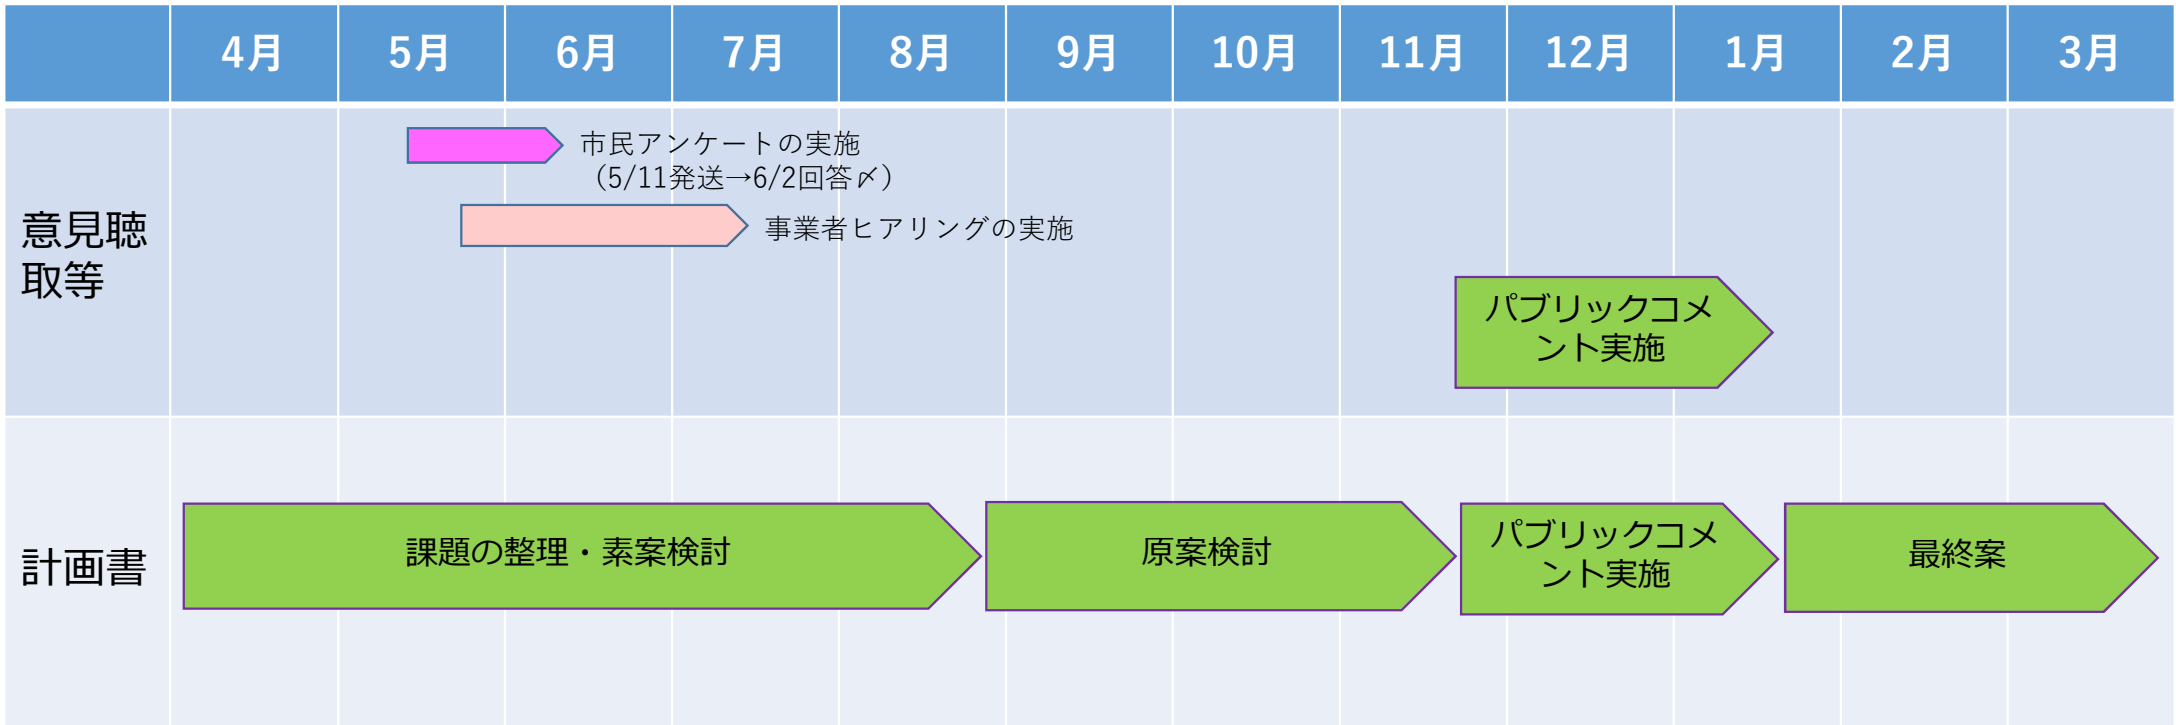 4月 5月 6月 7月 8月 9月 10月 11月 12月 1月 2月 3月
意見聴
取等
市民アンケートの実施
（5/11発送→6/2回答〆）
事業者ヒアリングの実施
パブリックコメ
ント実施
計画書
課題の整理・素案検討
原案検討
パブリックコメ
ント実施
最終案